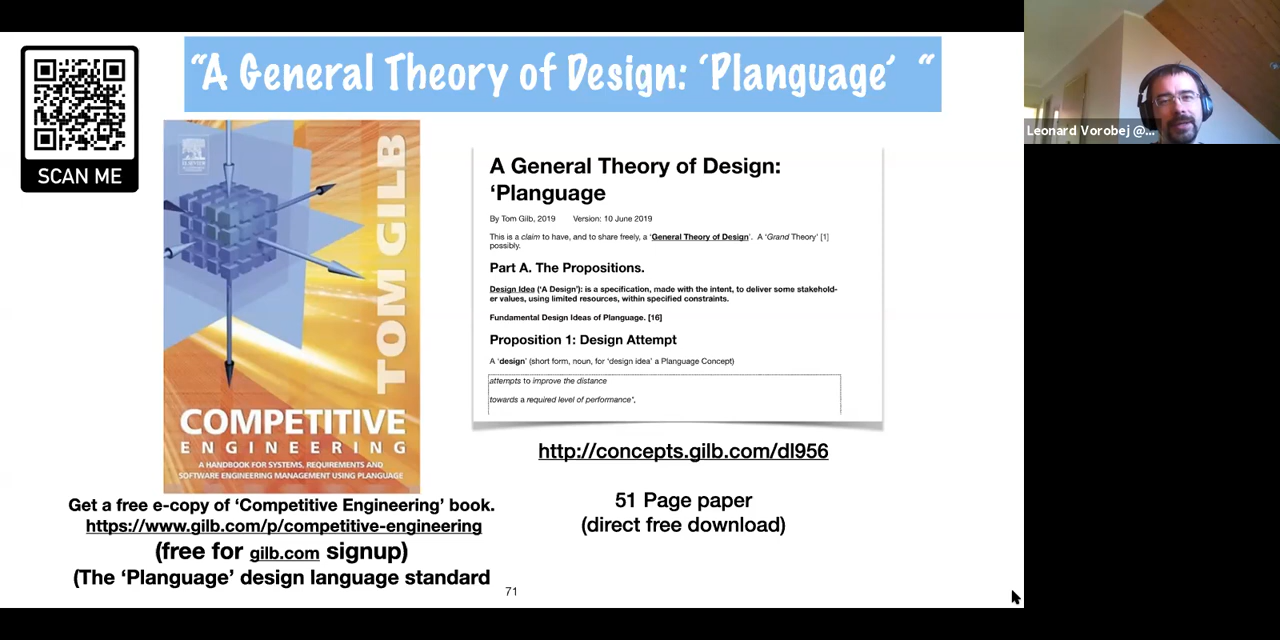 SCAN ME
“A General Theory of Design: ‘Planguage’ “
TOM GILB
COMPETITIVE
ENGINEERING
A HANDBOOK FOR SYSTEMS, REQUIREMENTS AND
SOFTWARE ENGINEERING MANAGEMENT USING PLANGUAGE
Get a free e-copy of ‘Competitive Engineering’ book.
https://www.gilb.com/p/competitive-engineering
(free for gilb.com signup)
(The ‘Planguage’ design language standard
A General Theory of Design:
‘Planguage
By Tom Gilb, 2019 Version: 10 June 2019
This is a claim to have, and to share freely, a ‘General Theory of Design’. A ‘Grand Theory’ [1]
possibly.
Part A. The Propositions.
Design Idea (‘A Design’): is a specification, made with the intent, to deliver some stakehold-
er values, using limited resources, within specified constraints.
Fundamental Design Ideas of Planguage. [16]
Proposition 1: Design Attempt
A ‘design’ (short form, noun, for ‘design idea’ a Planguage Concept)
attempts to improve the distance
towards a required level of performance*,
http://concepts.gilb.com/dl956
51 Page paper
(direct free download)
71
Leonard Vorobej @...